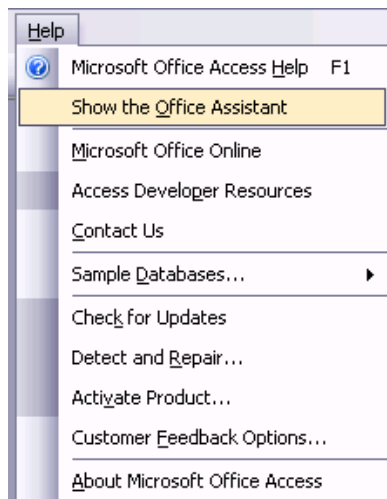 Help
Microsoft Office Access Help F1
Show the Office Assistant
Microsoft Office Online
Access Developer Resources
Contact Us
Sample Databases...
Check for Updates
Detect and Repair...
Activate Product...
Customer Feedback Options...
About Microsoft Office Access